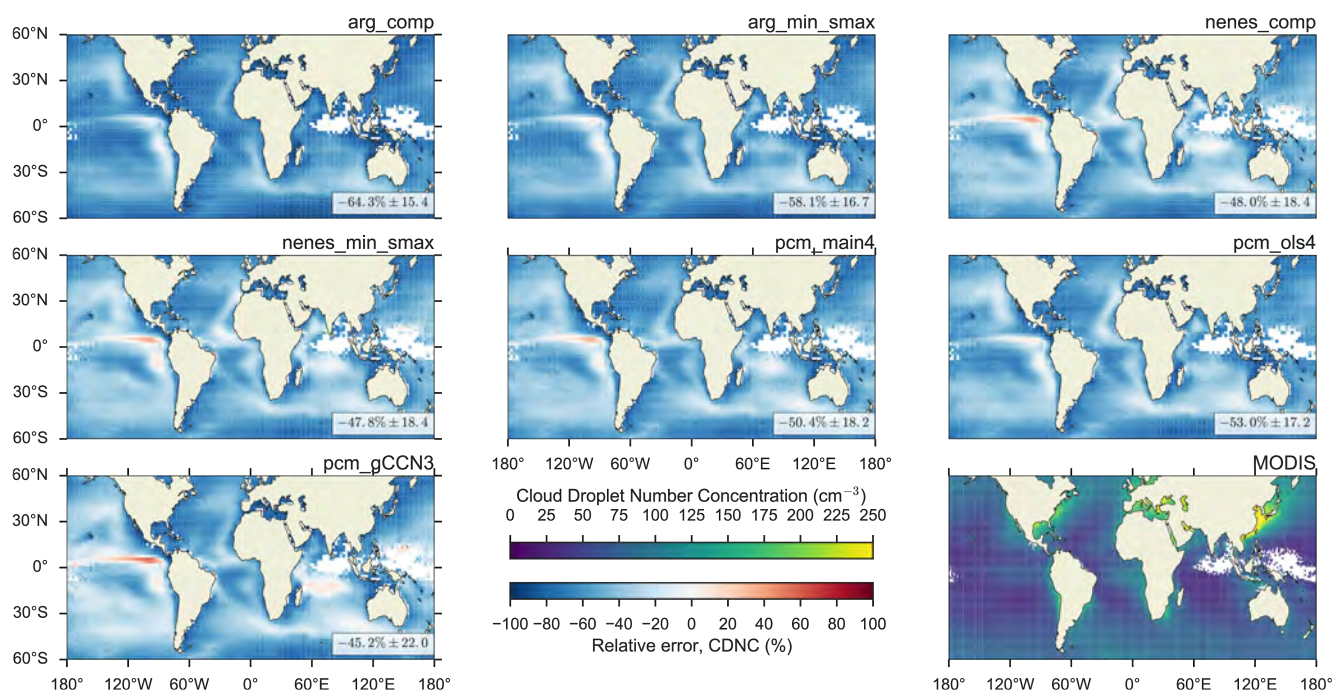 arg_comp
arg_min_smax
nenes_comp
60°N
30°N
0°
30°S
60°S
−64.3% ± 15.4
−58.1% ± 16.7
−48.0% ± 18.4
nenes_min_smax
pcm_main4
pcm_ols4
60°N
30°N
0°
30°S
60°S
−47.8% ± 18.4
−50.4% ± 18.2
−53.0% ± 17.2
180° 120°W 60°W 0° 60°E 120°E 180°
pcm_gCCN3
MODIS
60°N
30°N
0°
30°S
60°S
−45.2% ± 22.0
Cloud Droplet Number Concentration (cm⁻³)
0 25 50 75 100 125 150 175 200 225 250
−100 −80 −60 −40 −20 0 20 40 60 80 100
Relative error, CDNC (%)
180° 120°W 60°W 0° 60°E 120°E 180°
180° 120°W 60°W 0° 60°E 120°E 180°